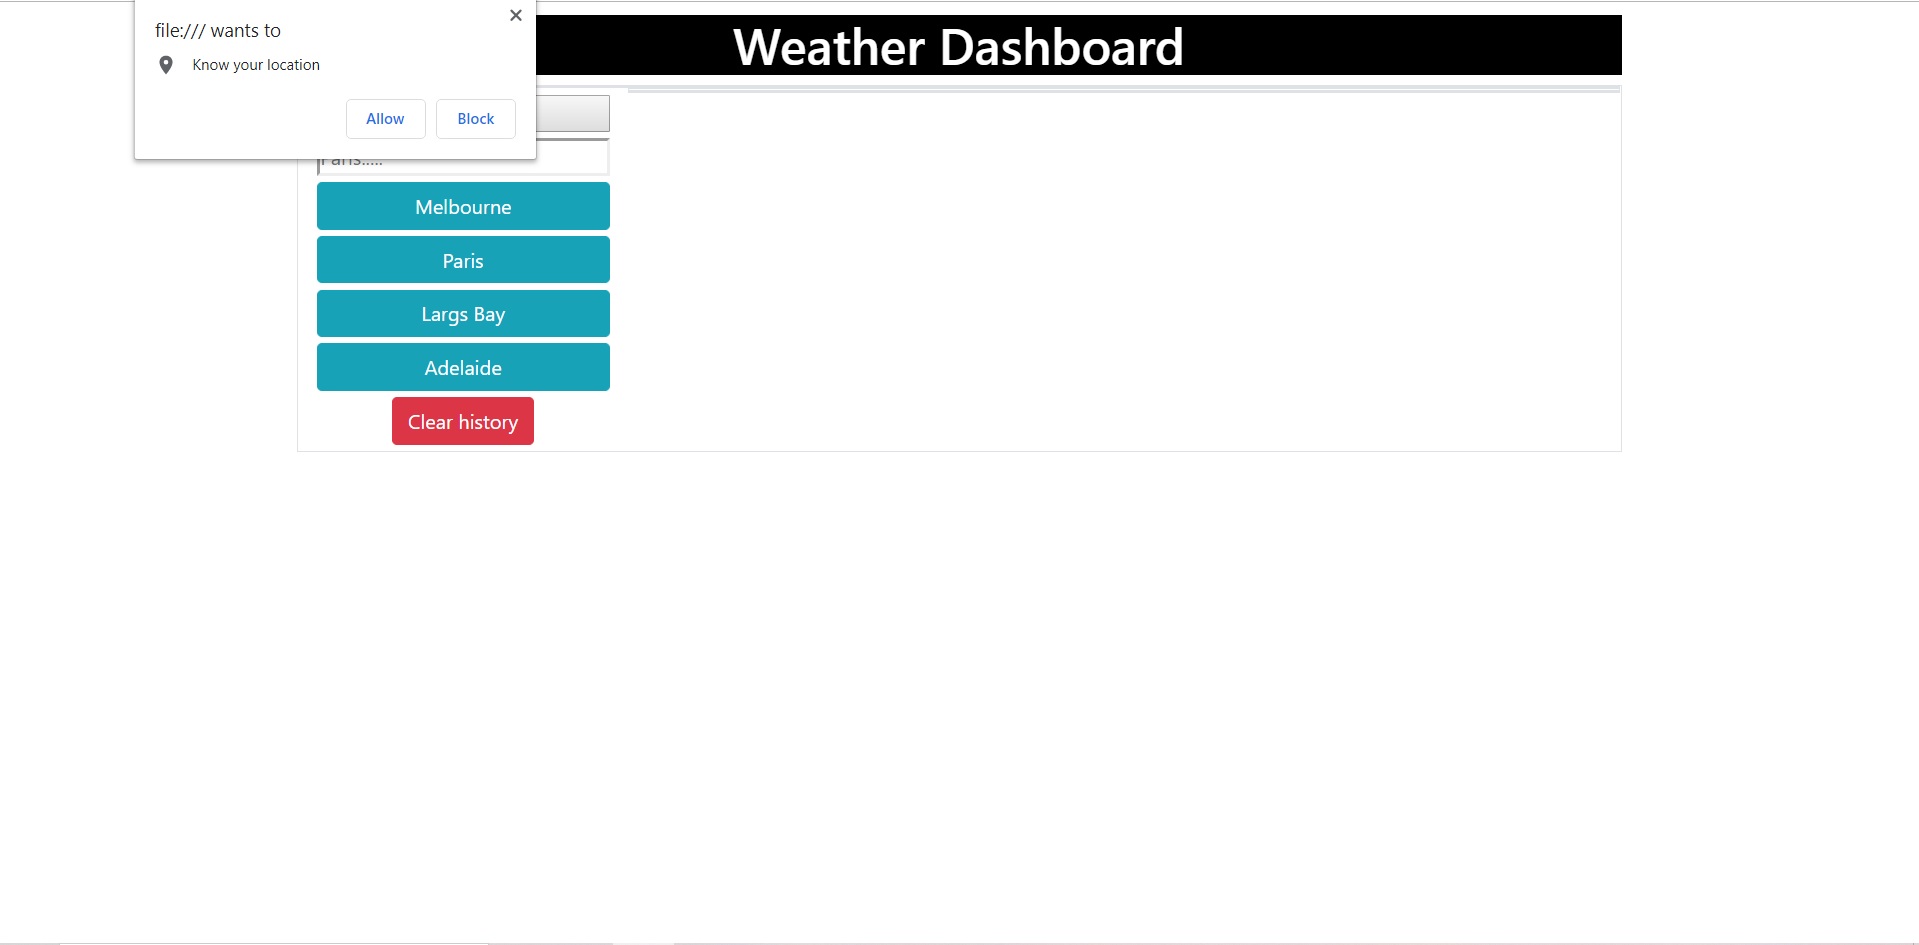 file:/// wants to
Know your location
Allow
Block
Weather Dashboard
Paris.....
Melbourne
Paris
Largs Bay
Adelaide
Clear history